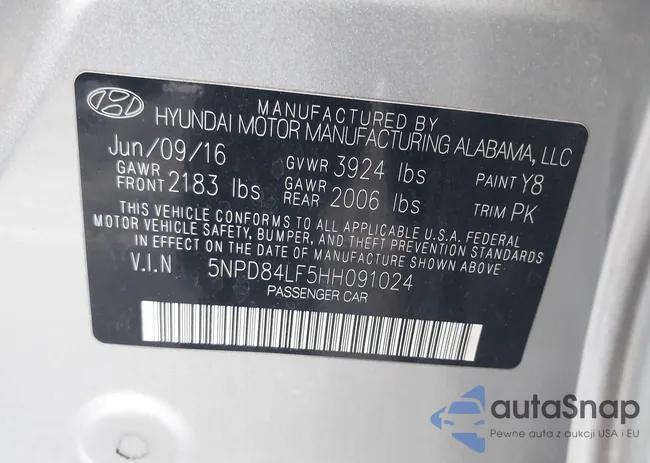 MANUFACTURED BY
HYUNDAI MOTOR MANUFACTURING ALABAMA, LLC
Jun/09/16 GVWR 3924 lbs PAINT Y8
GAWR FRONT 2183 lbs GAWR REAR 2006 lbs TRIM PK
THIS VEHICLE CONFORMS TO ALL APPLICABLE U.S.A. FEDERAL
MOTOR VEHICLE SAFETY, BUMPER, AND THEFT PREVENTION STANDARDS
IN EFFECT ON THE DATE OF MANUFACTURE SHOWN ABOVE
V.I.N 5NPD84LF5HH091024
PASSENGER CAR
autaSnap
Pewne auta z aukcji USA i EU